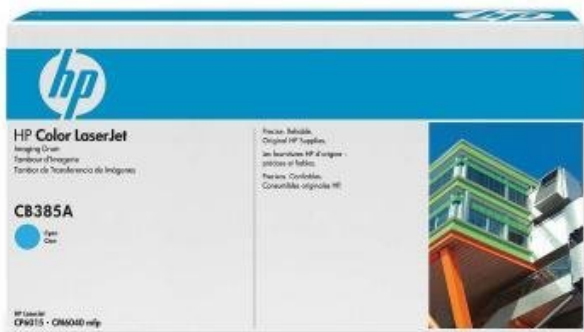 hp
HP Color LaserJet
Imaging Drum
Tambour d'Imagerie
Tambor de Transferencia de Imágenes
Precise. Reliable.
Original HP Supplies.
Les fournitures HP d'origine -
précises et fiables.
Precisos. Confiables.
Consumibles originales HP.
CB385A
Cyan
Cian
HP LaserJet
CP6015 • CM6040 mfp